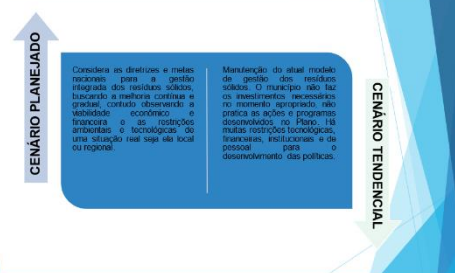 CENÁRIO PLANEJADO
Considera as diretrizes e metas
nacionais para a gestão
integrada dos resíduos sólidos,
buscando a melhoria contínua e
gradual, contudo observando a
viabilidade econômico e
financeira e as restrições
ambientais e tecnológicas de
uma situação real seja ela local
ou regional.
Manutenção do atual modelo
de gestão dos resíduos
sólidos. O município não faz
os investimentos necessários
no momento apropriado, não
pratica as ações e programas
desenvolvidos no Plano. Há
muitas restrições tecnológicas,
financeiras, institucionais e de
pessoal para o
desenvolvimento das políticas.
CENÁRIO TENDENCIAL